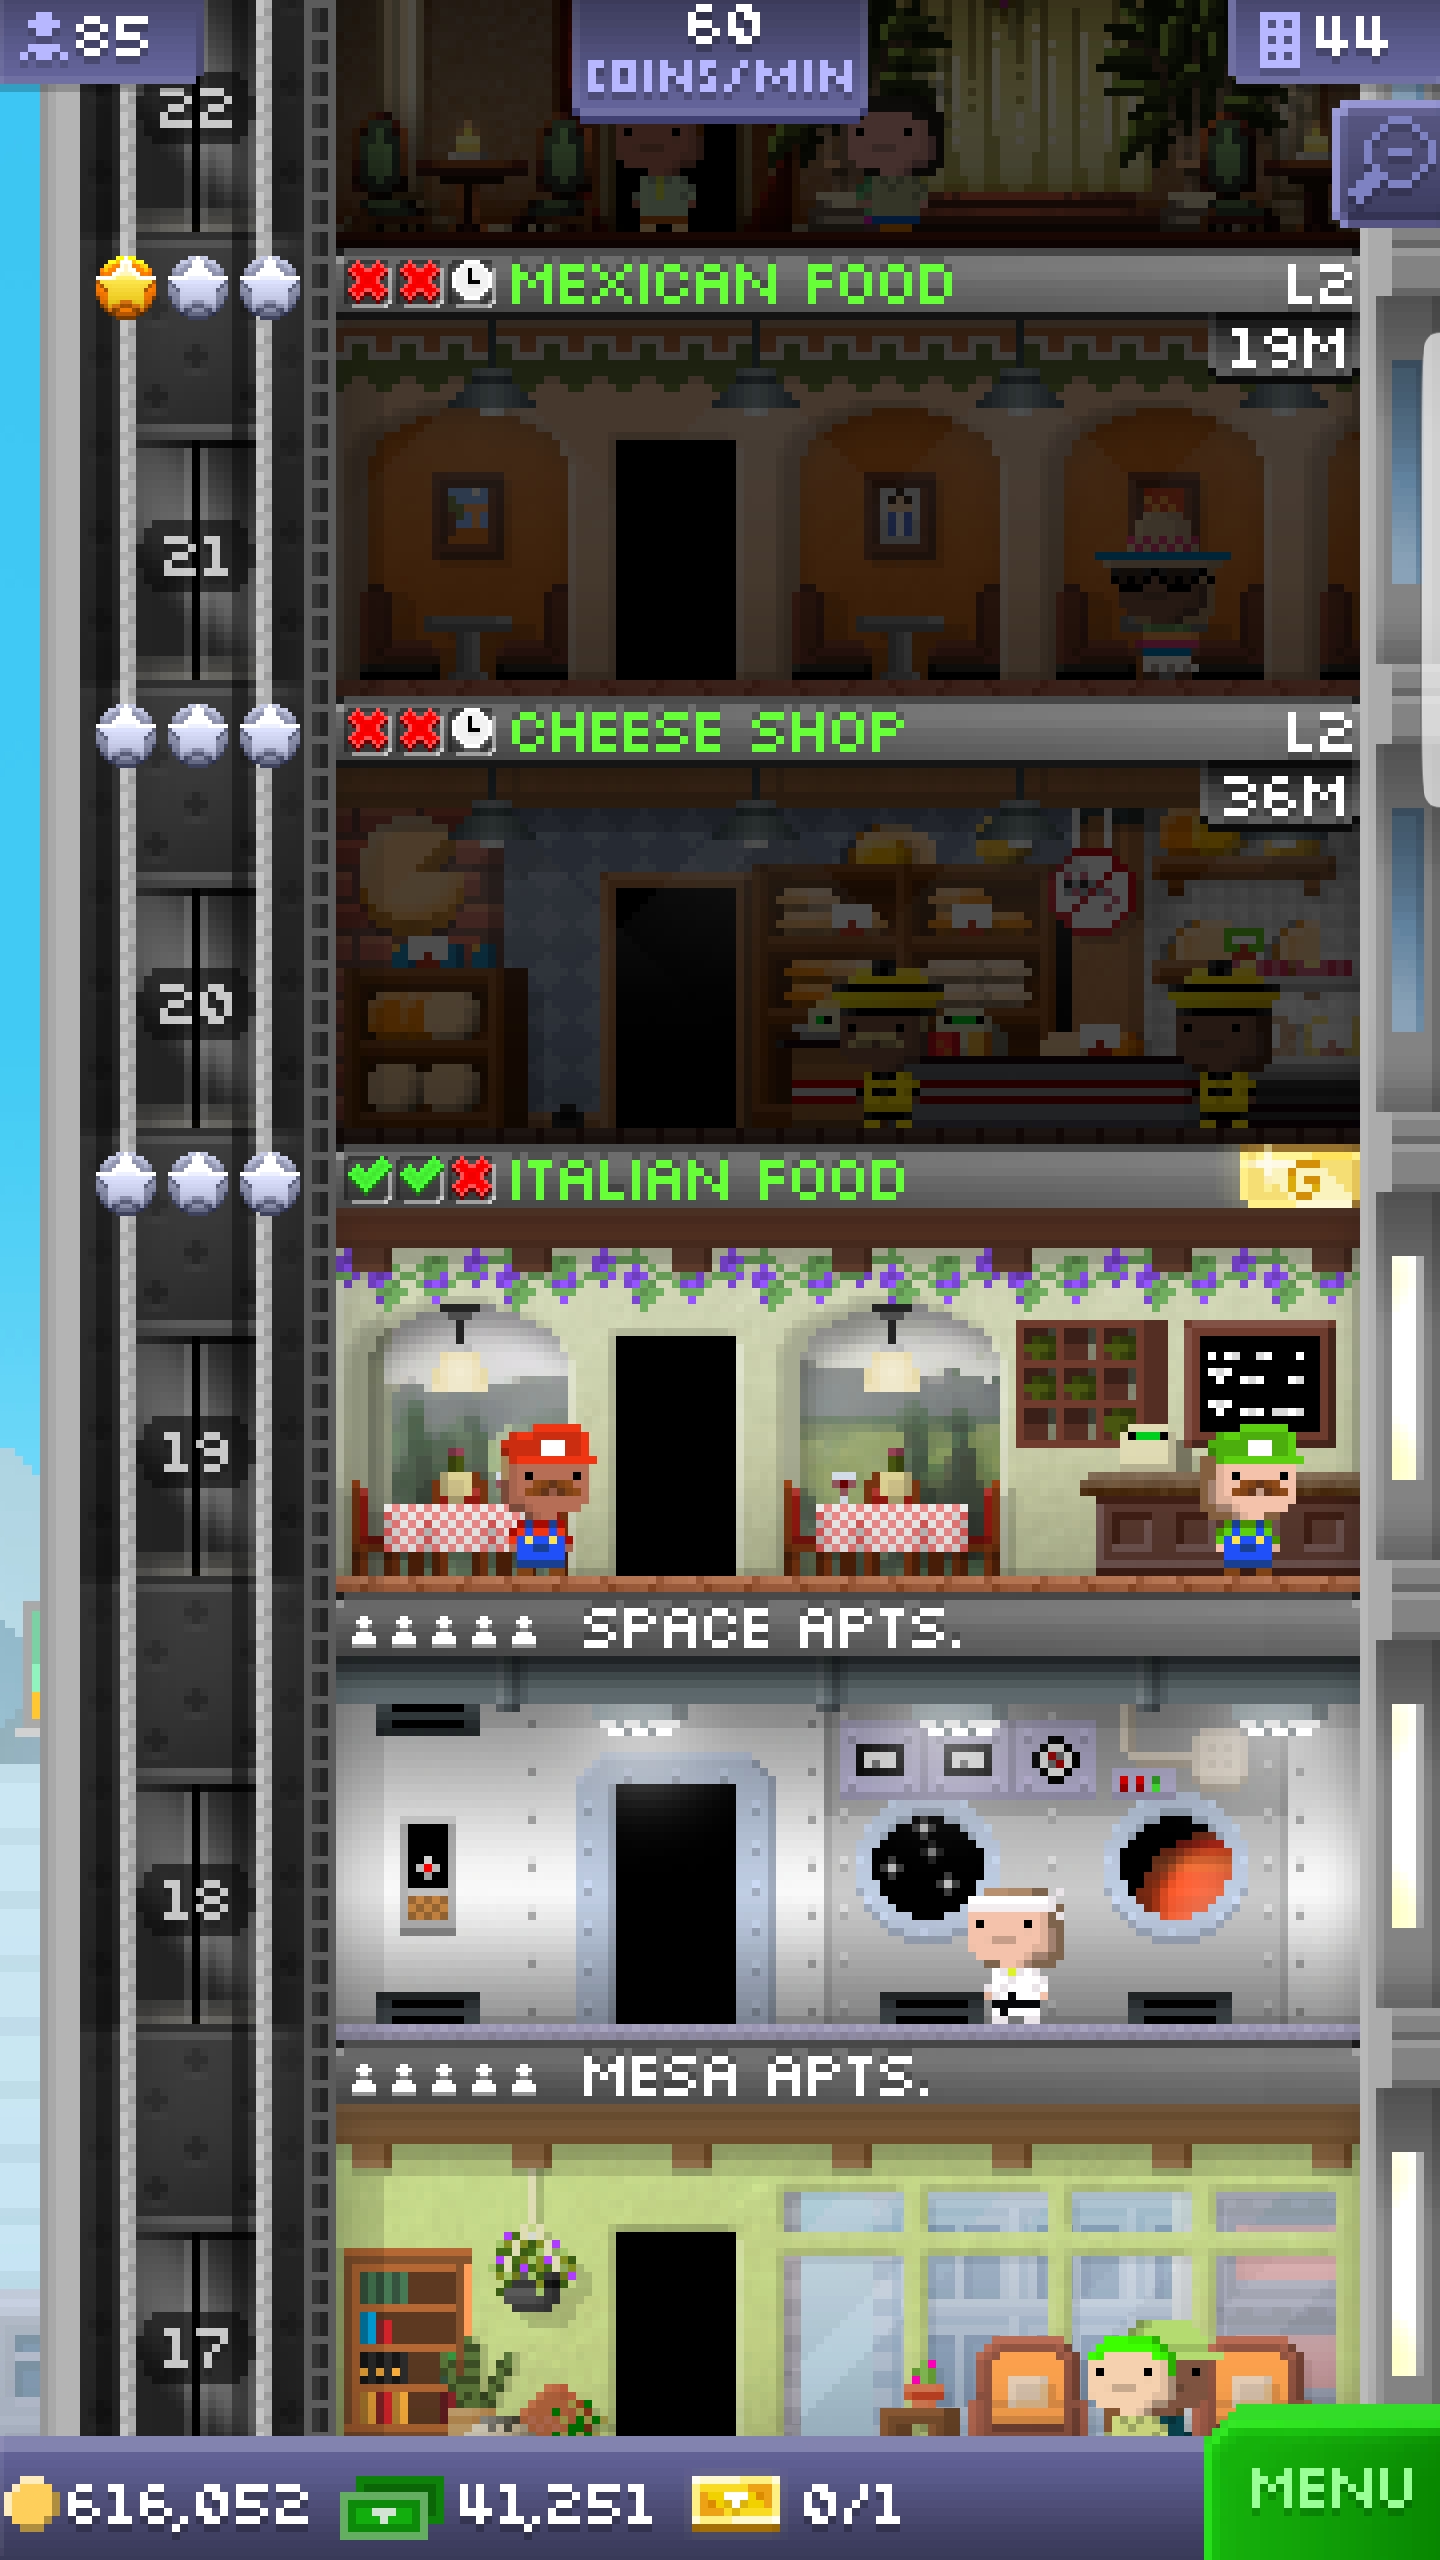 85
60
COINS/MIN
44
22
MEXICAN FOOD L2
19M
21
CHEESE SHOP L2
36M
20
ITALIAN FOOD G
19
SPACE APTS.
18
MESA APTS.
17
616,052 41,251 0/1 MENU